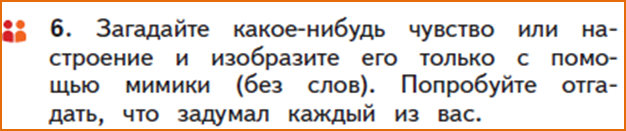 6. Загадайте какое-нибудь чувство или на-
строение и изобразите его только с помо-
щью мимики (без слов). Попробуйте отга-
дать, что задумал каждый из вас.